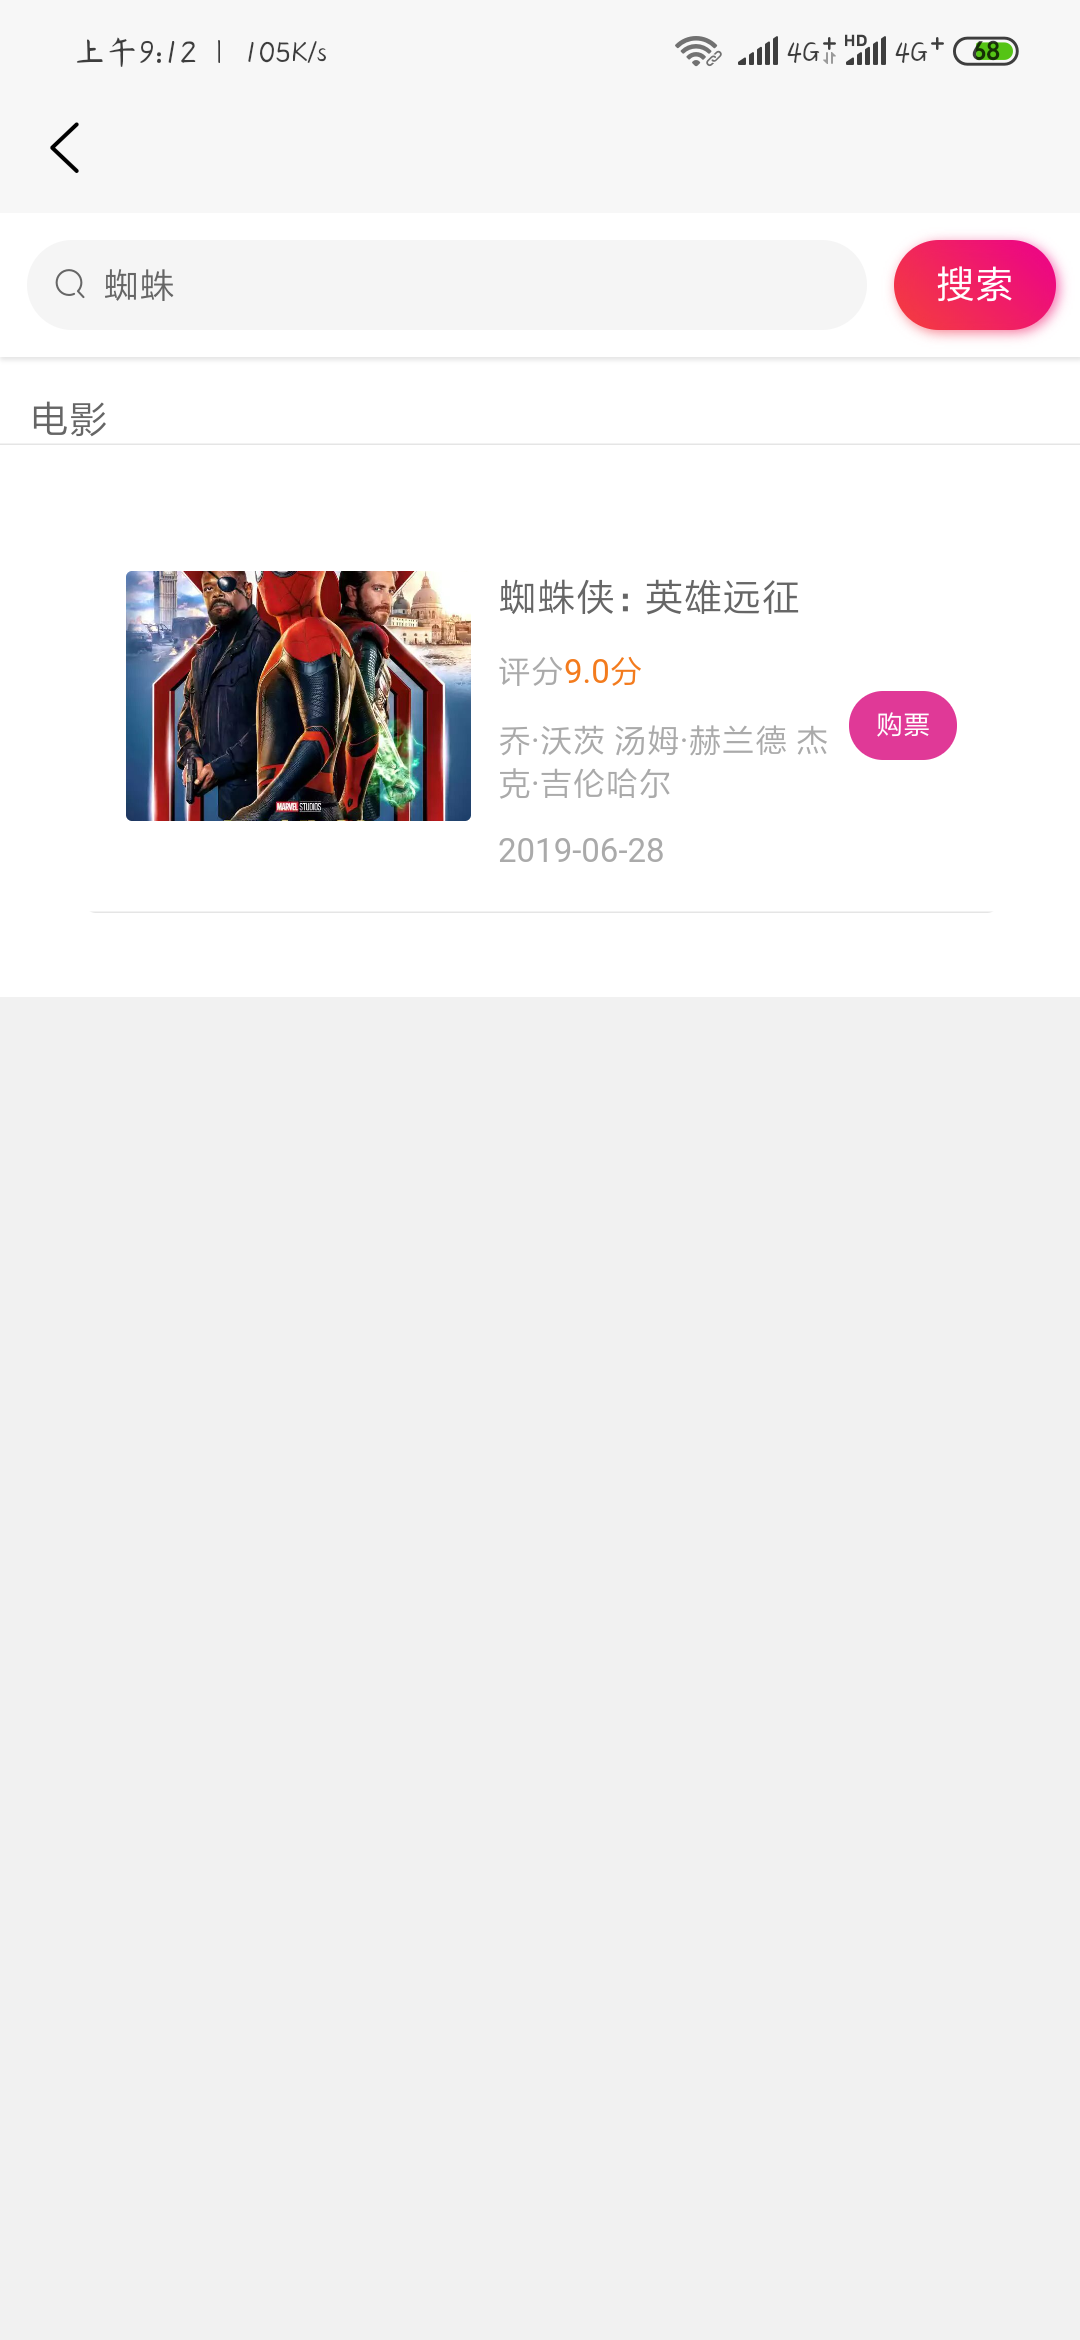 上午9:12 | 105K/s
4G+ HD 4G+ 68
蜘蛛
搜索
电影
蜘蛛侠：英雄远征
评分9.0分
乔·沃茨 汤姆·赫兰德 杰
克·吉伦哈尔
购票
2019-06-28
MARVEL STUDIOS